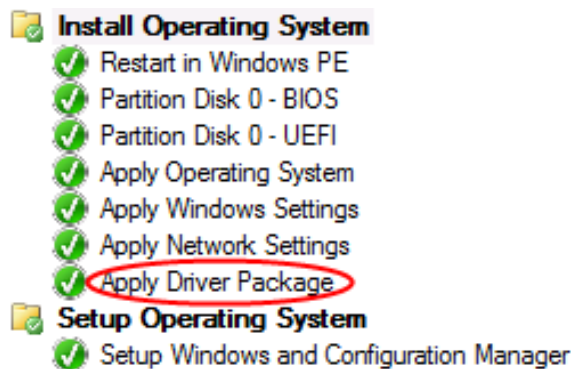 Install Operating System
Restart in Windows PE
Partition Disk 0 - BIOS
Partition Disk 0 - UEFI
Apply Operating System
Apply Windows Settings
Apply Network Settings
Apply Driver Package
Setup Operating System
Setup Windows and Configuration Manager